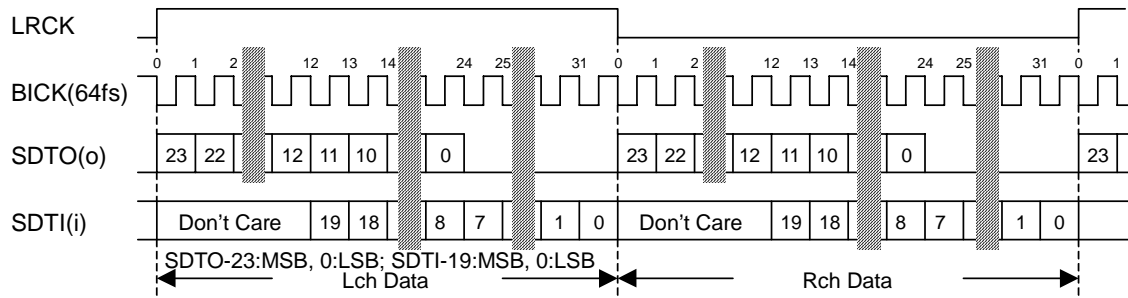 LRCK
0 1 2 12 13 14 24 25 31 0 1 2 12 13 14 24 25 31 0 1
BICK(64fs)
SDTO(o) 23 22 12 11 10 0 23 22 12 11 10 0 23
SDTI(i) Don't Care 19 18 8 7 1 0 Don't Care 19 18 8 7 1 0
SDTO-23:MSB, 0:LSB; SDTI-19:MSB, 0:LSB
Lch Data Rch Data